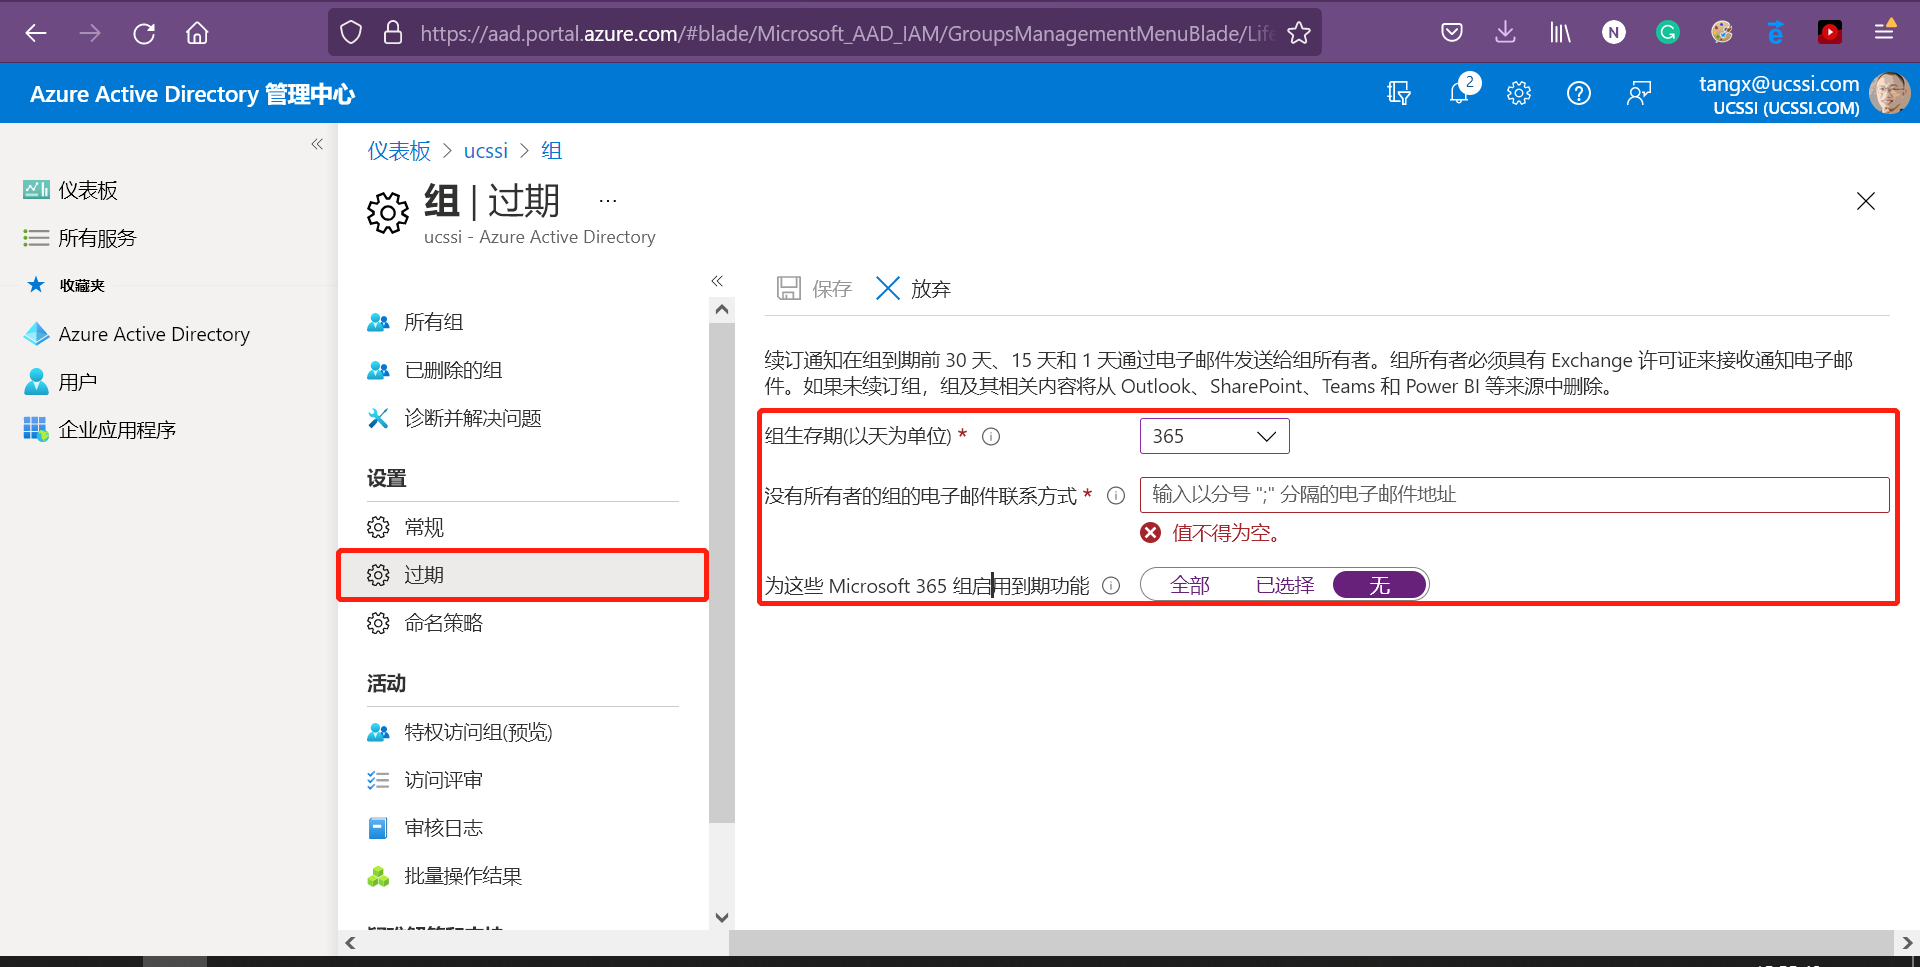 https://aad.portal.azure.com/#blade/Microsoft_AAD_IAM/GroupsManagementMenuBlade/Life
N
G
Azure Active Directory 管理中心
2
tangx@ucssi.com
UCSSI (UCSSI.COM)
仪表板
所有服务
收藏夹
Azure Active Directory
用户
企业应用程序
仪表板 > ucssi > 组
组 | 过期 ...
ucssi - Azure Active Directory
所有组
已删除的组
诊断并解决问题
设置
常规
过期
命名策略
活动
特权访问组(预览)
访问评审
审核日志
批量操作结果
保存
放弃
续订通知在组到期前 30 天、15 天和 1 天通过电子邮件发送给组所有者。组所有者必须具有 Exchange 许可证来接收通知电子邮
件。如果未续订组，组及其相关内容将从 Outlook、SharePoint、Teams 和 Power BI 等来源中删除。
组生存期(以天为单位) *
365
没有所有者的组的电子邮件联系方式 *
输入以分号 ";" 分隔的电子邮件地址
值不得为空。
为这些 Microsoft 365 组启用到期功能
全部
已选择
无